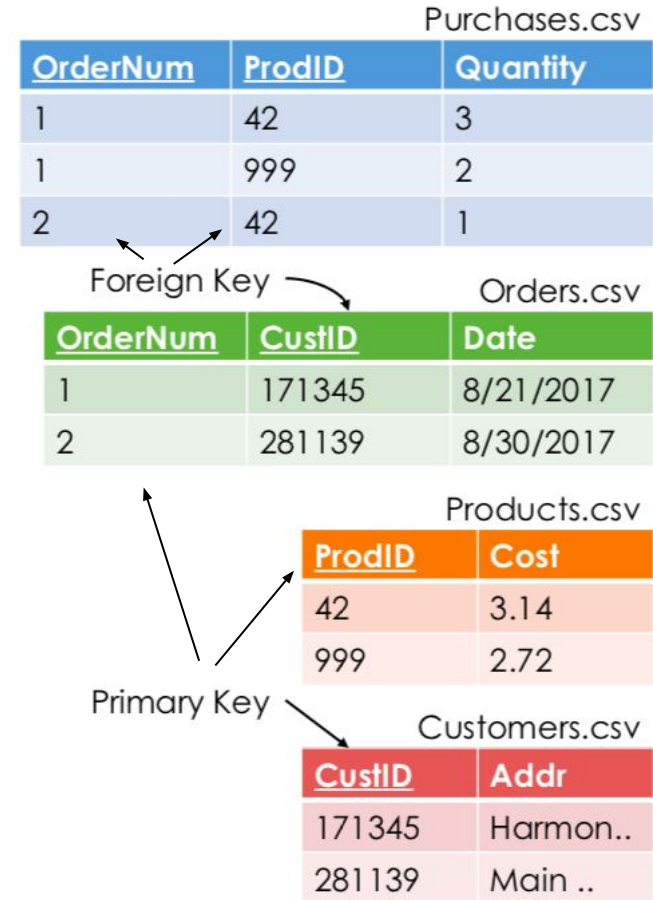 Purchases.csv
OrderNum ProdID Quantity
1 42 3
1 999 2
2 42 1
Foreign Key
Orders.csv
OrderNum CustID Date
1 171345 8/21/2017
2 281139 8/30/2017
Products.csv
ProdID Cost
42 3.14
999 2.72
Primary Key
Customers.csv
CustID Addr
171345 Harmon..
281139 Main ..